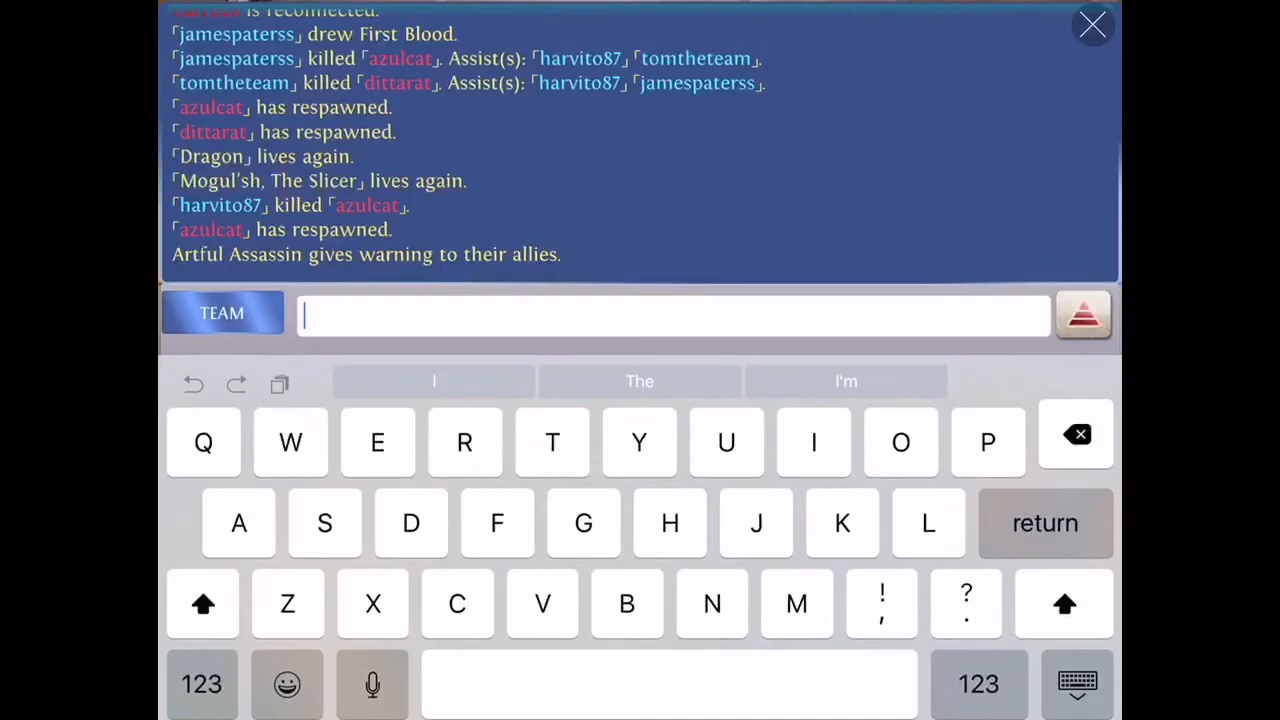 is reconnected.
「jamespaterss」 drew First Blood.
「jamespaterss」 killed 「azulcat」. Assist(s): 「harvito87」 「tomtheteam」.
「tomtheteam」 killed 「dittarat」. Assist(s): 「harvito87」 「jamespaterss」.
「azulcat」 has respawned.
「dittarat」 has respawned.
「Dragon」 lives again.
「Mogul'sh, The Slicer」 lives again.
「harvito87」 killed 「azulcat」.
「azulcat」 has respawned.
Artful Assassin gives warning to their allies.
TEAM
I The I'm
Q W E R T Y U I O P
A S D F G H J K L return
Z X C V B N M ! , ? .
123 123